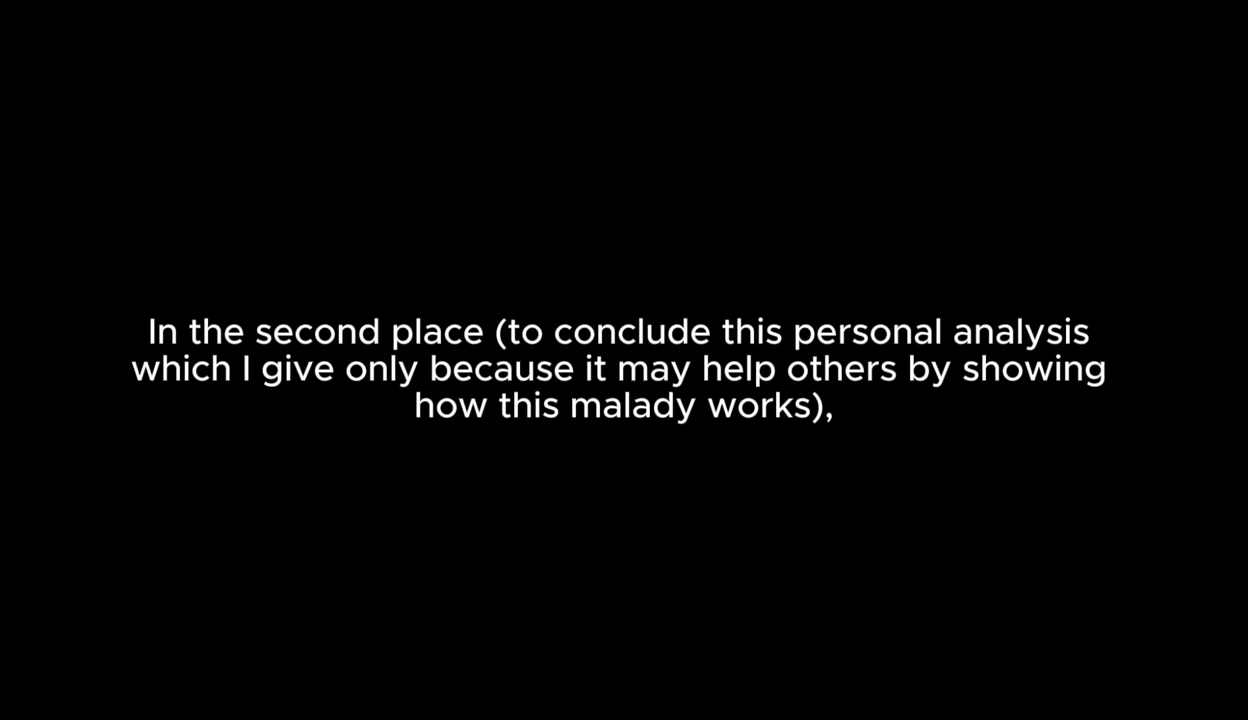 In the second place (to conclude this personal analysis
which I give only because it may help others by showing
how this malady works),